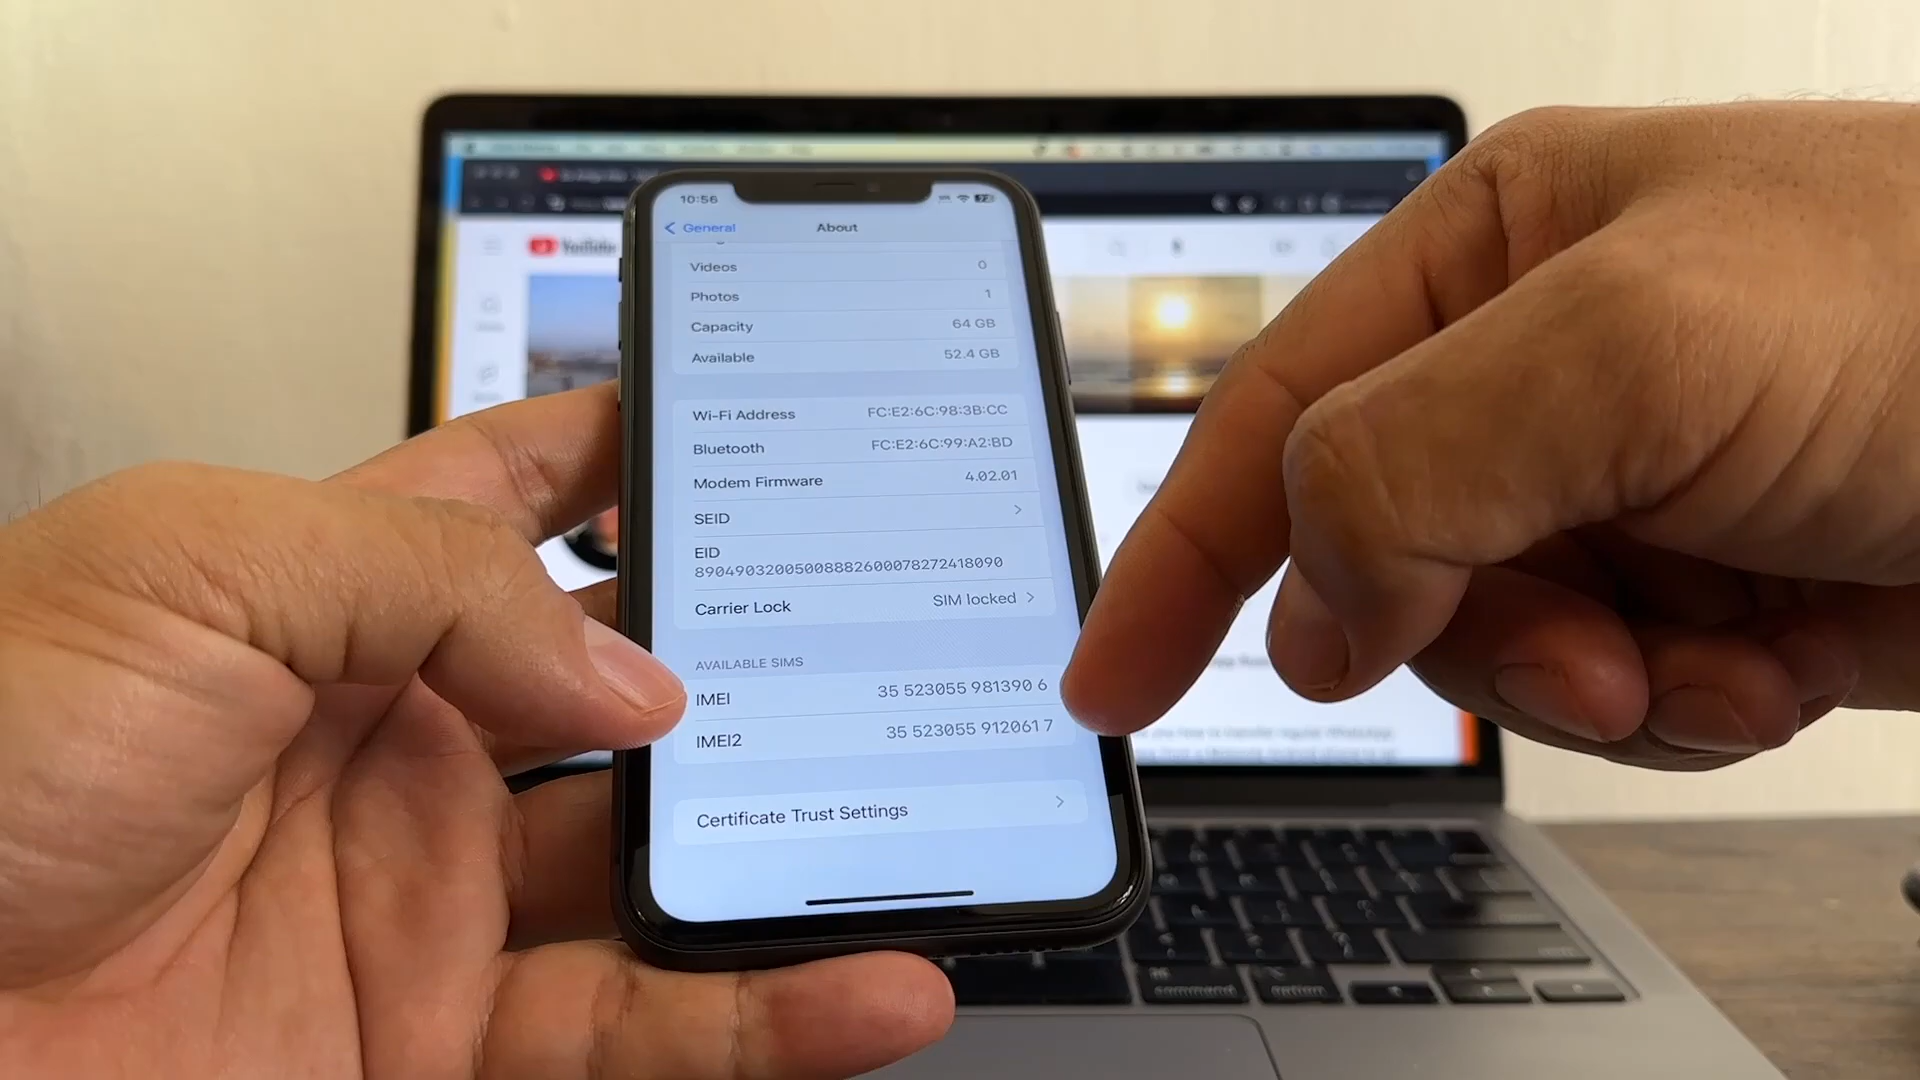 10:56
General
About
Videos 0
Photos 1
Capacity 64 GB
Available 52.4 GB
Wi-Fi Address FC:E2:6C:98:3B:CC
Bluetooth FC:E2:6C:99:A2:BD
Modem Firmware 4.02.01
SEID
EID
89049032005008882600078272418090
Carrier Lock SIM locked
AVAILABLE SIMS
IMEI 35 523055 981390 6
IMEI2 35 523055 912061 7
Certificate Trust Settings
YouTube
command
option